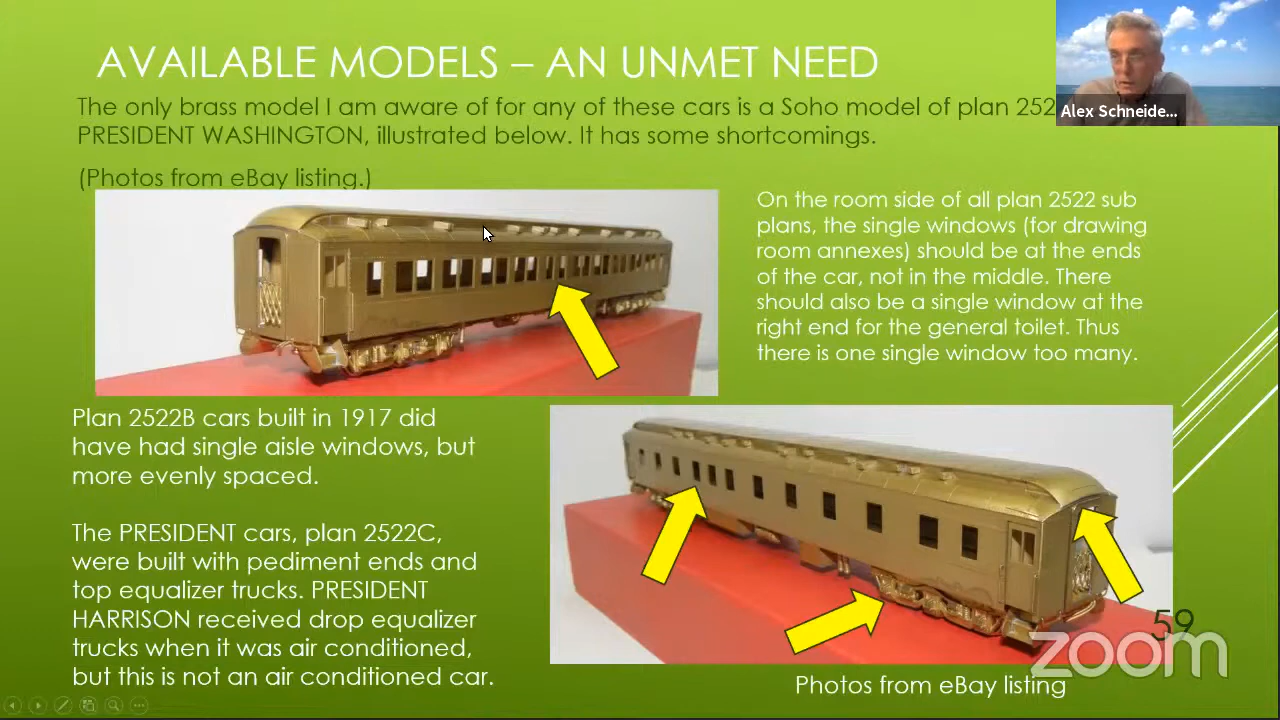 AVAILABLE MODELS – AN UNMET NEED
The only brass model I am aware of for any of these cars is a Soho model of plan 252
PRESIDENT WASHINGTON, illustrated below. It has some shortcomings.
(Photos from eBay listing.)
Alex Schneide...
On the room side of all plan 2522 sub
plans, the single windows (for drawing
room annexes) should be at the ends
of the car, not in the middle. There
should also be a single window at the
right end for the general toilet. Thus
there is one single window too many.
Plan 2522B cars built in 1917 did
have had single aisle windows, but
more evenly spaced.
The PRESIDENT cars, plan 2522C,
were built with pediment ends and
top equalizer trucks. PRESIDENT
HARRISON received drop equalizer
trucks when it was air conditioned,
but this is not an air conditioned car.
Photos from eBay listing
59
zoom